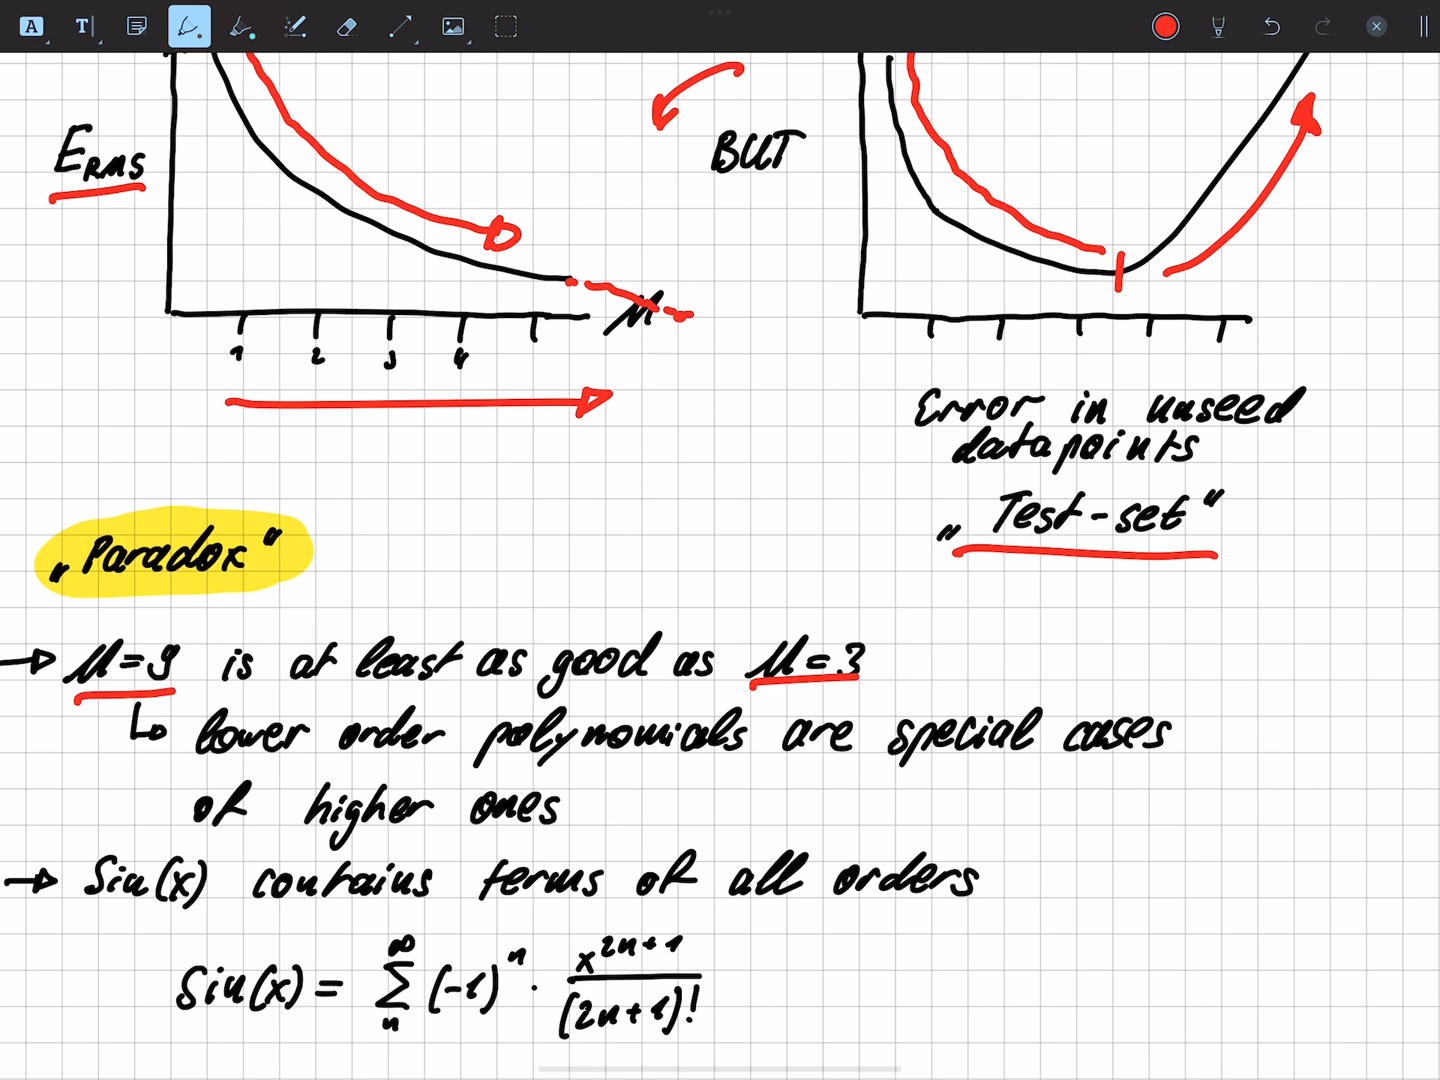 E_RMS
BUT
M
1 2 3 4
Error in unseed
datapoints
„Test-set"
„Paradox"
→ M=9 is at least as good as M=3
↳ lower order polynomials are special cases
of higher ones
→ Sin(x) contains terms of all orders
Sin(x) = ∑_n^∞ (-1)^n · x^(2n+1) / (2n+1)!